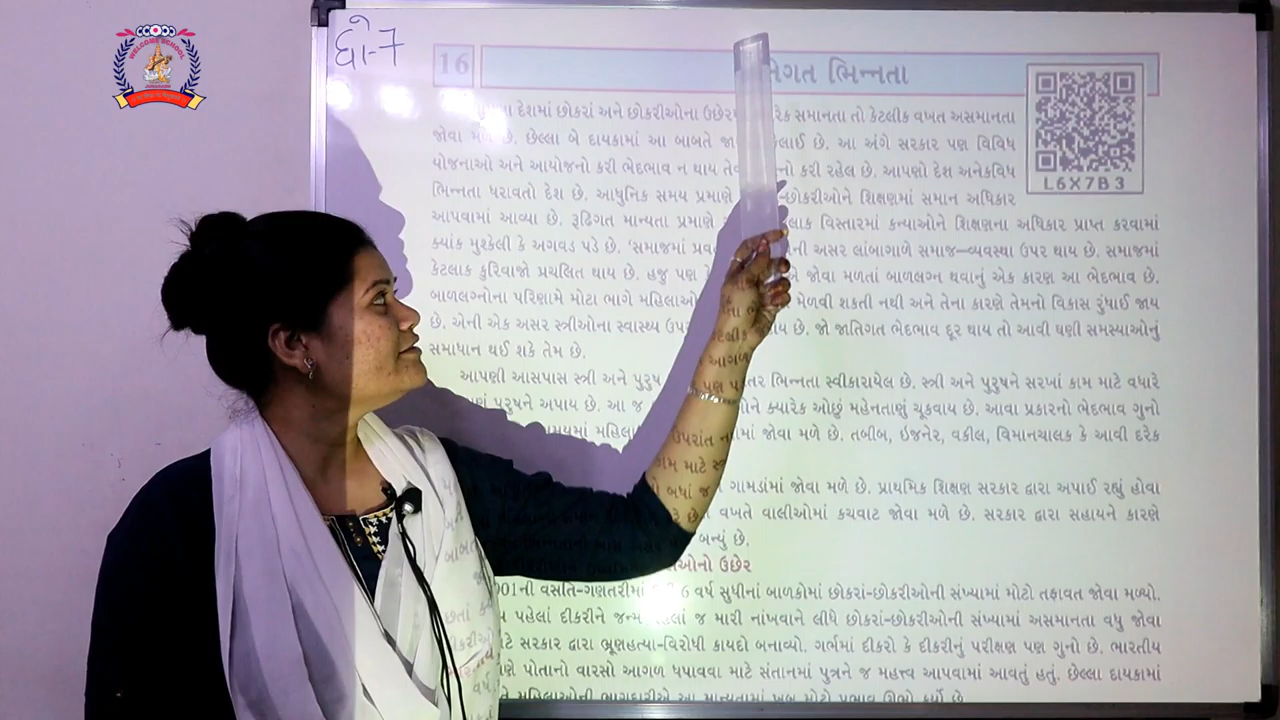 WELCOME SCHOOL
JUNAGADH
ધો-7
16
તિગત ભિન્નતા
દેશમાં છોકરાં અને છોકરીઓના ઉછેર સમાનતા તો કેટલીક વખત અસમાનતા
જોવા મળે છે. છેલ્લા બે દાયકામાં આ બાબતે છે. આ અંગે સરકાર પણ વિવિધ
યોજનાઓ અને આયોજનો કરી ભેદભાવ ન થાય કરી રહેલ છે. આપણો દેશ અનેકવિધ
ભિન્નતા ધરાવતો દેશ છે. આધુનિક સમય પ્રમાણે -છોકરીઓને શિક્ષણમાં સમાન અધિકાર
આપવામાં આવ્યા છે. રૂઢિગત માન્યતા પ્રમાણે વિસ્તારમાં કન્યાઓને શિક્ષણના અધિકાર પ્રાપ્ત કરવામાં
ક્યાંક મુશ્કેલી કે અગવડ પડે છે. 'સમાજમાં અસર લાંબાગાળે સમાજ—વ્યવસ્થા ઉપર થાય છે. સમાજમાં
કેટલાક કુરિવાજો પ્રચલિત થાય છે. હજુ પણ જોવા મળતાં બાળલગ્ન થવાનું એક કારણ આ ભેદભાવ છે.
બાળલગ્નોના પરિણામે મોટા ભાગે મહિલાઓ મેળવી શકતી નથી અને તેના કારણે તેમનો વિકાસ રુંધાઈ જાય
છે. એની એક અસર સ્ત્રીઓના સ્વાસ્થ્ય ઉપર છે. જો જાતિગત ભેદભાવ દૂર થાય તો આવી ઘણી સમસ્યાઓનું
સમાધાન થઈ શકે તેમ છે.
આપણી આસપાસ સ્ત્રી અને પુરુષ પણ ભિન્નતા સ્વીકારાયેલ છે. સ્ત્રી અને પુરુષને સરખાં કામ માટે વધારે
પુરુષને અપાય છે. આ જ ક્યારેક ઓછું મહેનતાણું ચૂકવાય છે. આવા પ્રકારનો ભેદભાવ ગુનો
ઉપરાંત જોવા મળે છે. તબીબ, ઇજનેર, વકીલ, વિમાનચાલક કે આવી દરેક
માટે
ગામડાંમાં જોવા મળે છે. પ્રાથમિક શિક્ષણ સરકાર દ્વારા અપાઈ રહ્યું હોવા
વખતે વાલીઓમાં કચવાટ જોવા મળે છે. સરકાર દ્વારા સહાયને કારણે
બન્યું છે.
ઉછેર
વસતિ-ગણતરીમાં 6 વર્ષ સુધીનાં બાળકોમાં છોકરાં-છોકરીઓની સંખ્યામાં મોટો તફાવત જોવા મળ્યો.
પહેલાં દીકરીને જન્મ જ મારી નાંખવાને લીધે છોકરાં-છોકરીઓની સંખ્યામાં અસમાનતા વધુ જોવા
સરકાર દ્વારા ભ્રૂણહત્યા-વિરોધી કાયદો બનાવ્યો. ગર્ભમાં દીકરો કે દીકરીનું પરીક્ષણ પણ ગુનો છે. ભારતીય
પોતાનો વારસો આગળ ધપાવવા માટે સંતાનમાં પુત્રને જ મહત્ત્વ આપવામાં આવતું હતું. છેલ્લા દાયકામાં
મહિલાઓની ભાગીદારીએ આ માન્યતામાં ખૂબ મોટો પ્રભાવ ઊભો કર્યો છે
L6X7B3